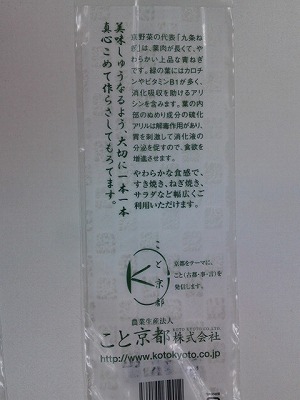 京野菜の代表「九条ね
ぎ」は、葉肉が長くて、や
わらかい上品な青ねぎ
です。緑の葉にはカロチ
ンやビタミンB1が多く、
消化吸収を助けるアリ
シンを含みます。葉の内
部のぬめり成分の硫化
アリルは解毒作用があり、
胃を刺激して消化液の
分泌を促すので、食欲を
増進させます。
やわらかな食感で、
すき焼き、ねぎ焼き、
サラダなど幅広くご
利用いただけます。
美味しゅうなるよう、大切に一本一本
真心こめて作らさしてもろてます。
こと京都
K
京都をテーマに、
こと(古都・事・言)を
発信します。
農業生産法人
こと京都株式会社
KOTO KYOTO CO.,LTD.
http://www.kotokyoto.co.jp